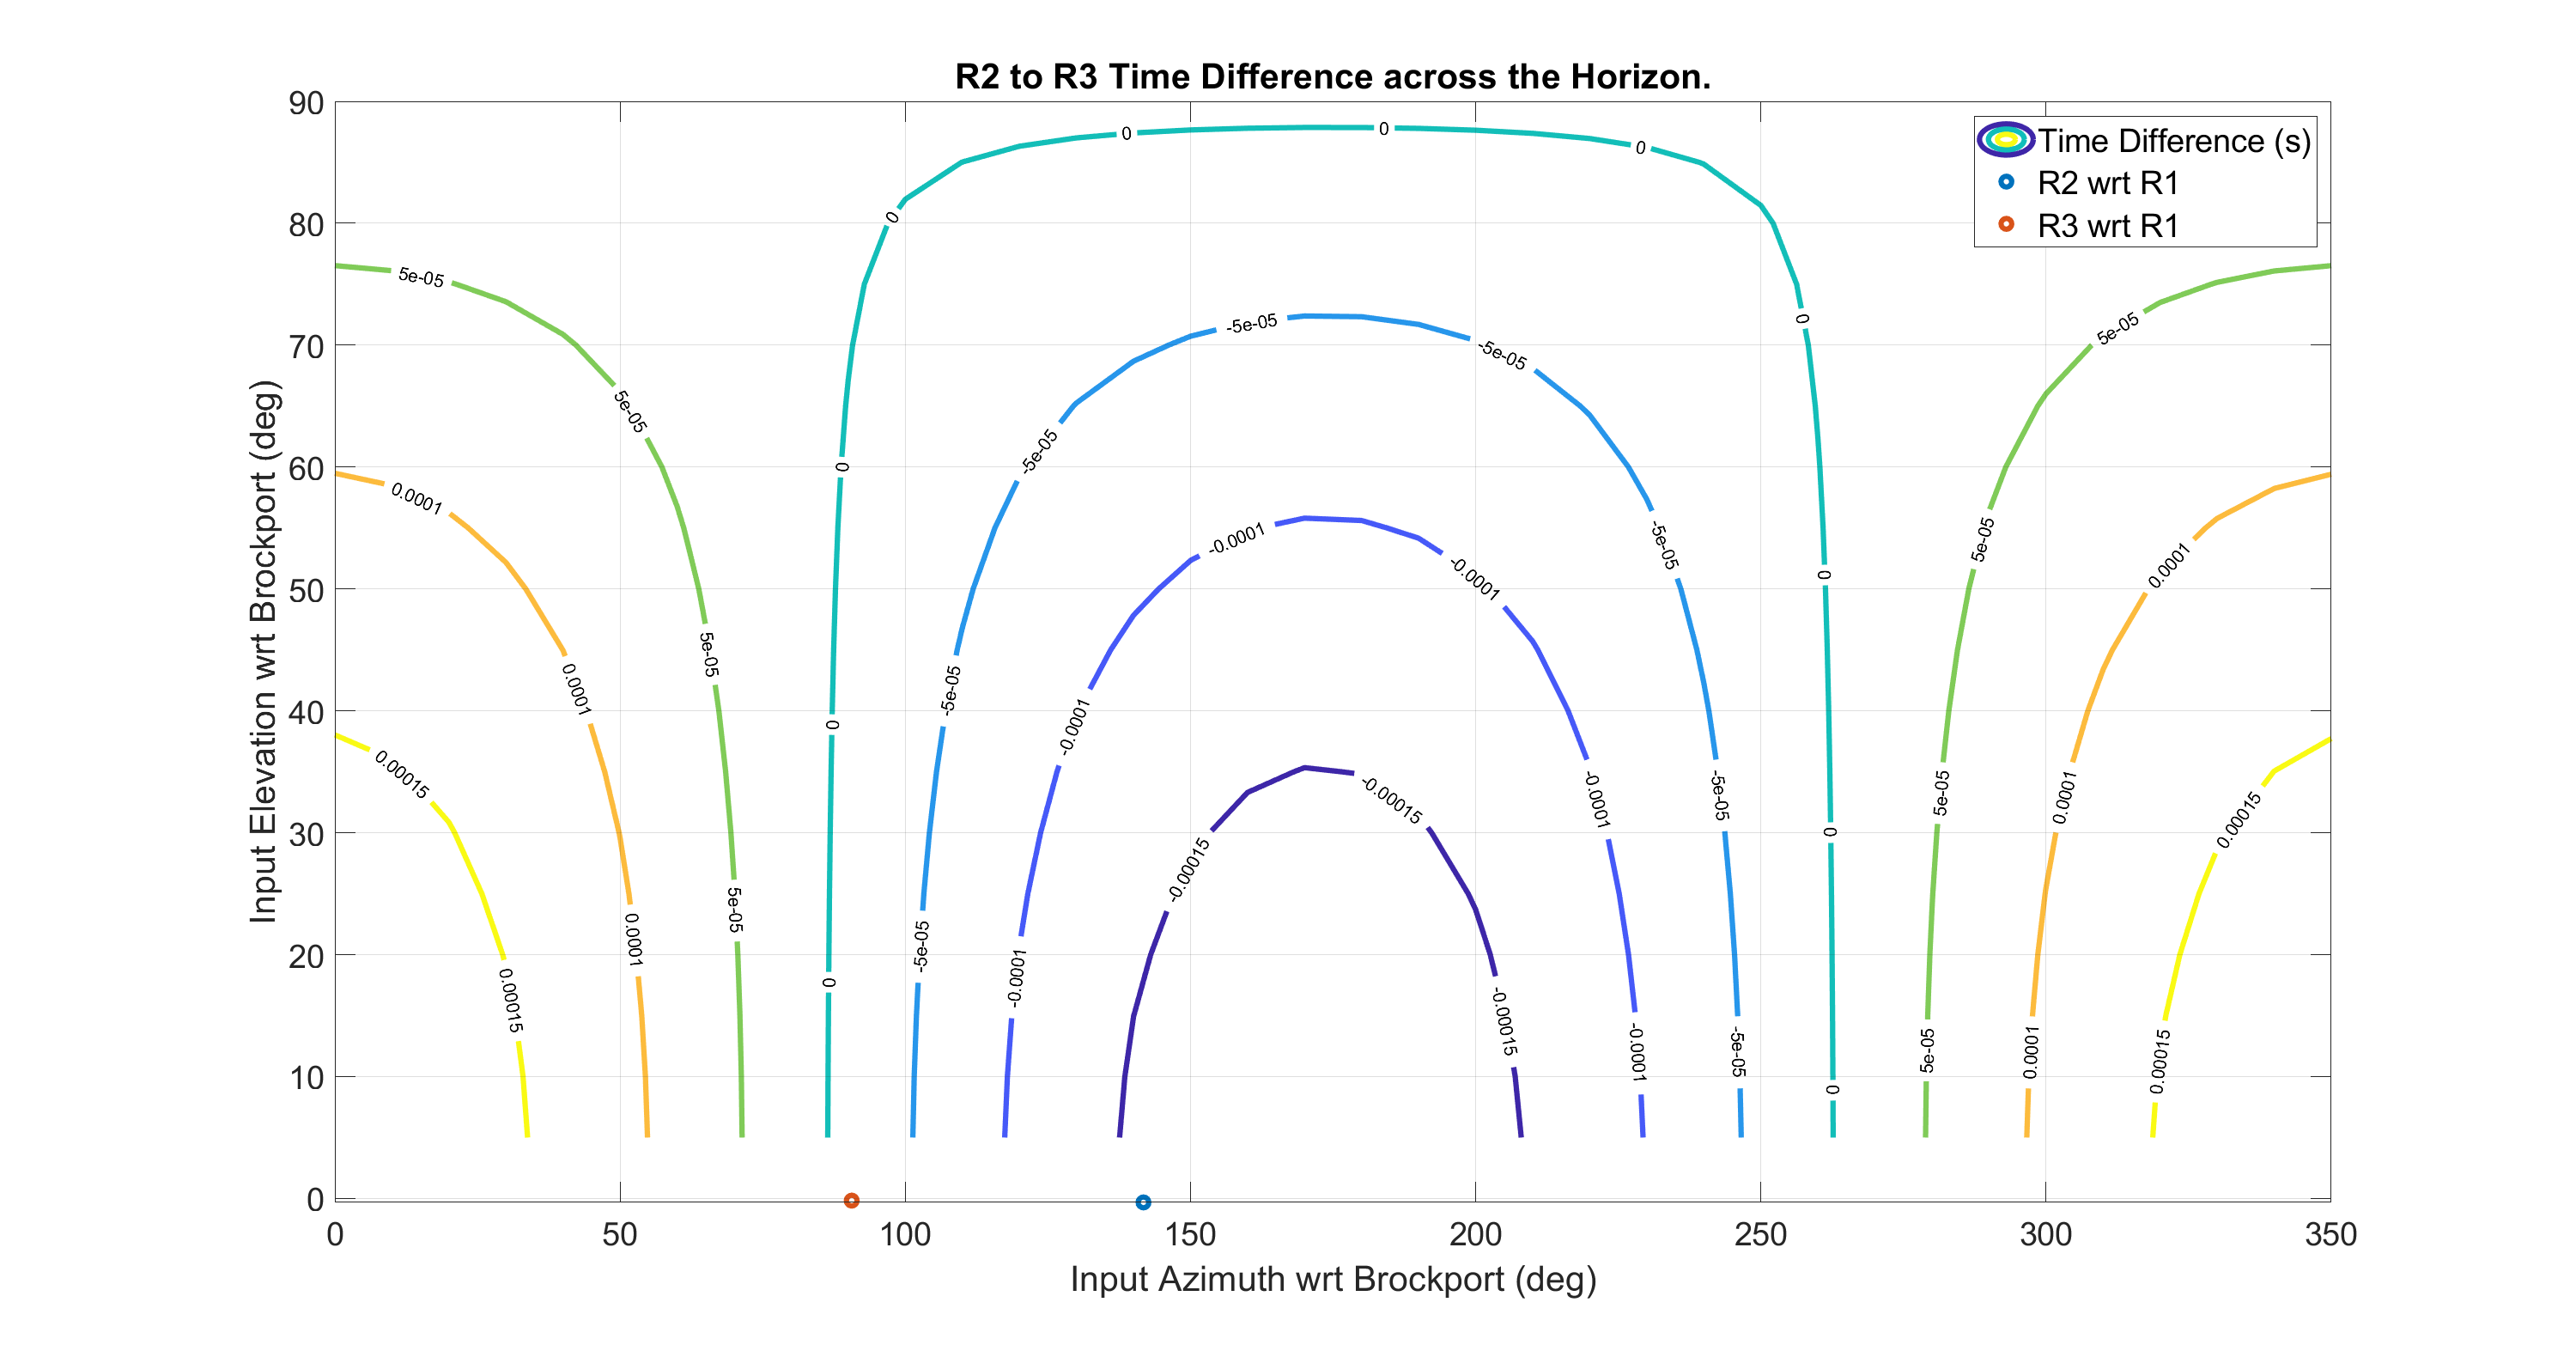 R2 to R3 Time Difference across the Horizon.
Time Difference (s)
R2 wrt R1
R3 wrt R1
Input Elevation wrt Brockport (deg)
90
80
70
60
50
40
30
20
10
0
0
0
0
0
0
5e-05
5e-05
-5e-05
-5e-05
0
5e-05
0
-5e-05
0.0001
-0.0001
-0.0001
-5e-05
0
5e-05
0.0001
5e-05
0.0001
-5e-05
0
-0.0001
0.00015
-0.00015
-0.0001
-5e-05
0
5e-05
0.0001
0.00015
5e-05
0.0001
-5e-05
-0.00015
0.00015
0
-0.0001
-0.00015
-0.0001
-5e-05
0
5e-05
0.0001
0.00015
0 50 100 150 200 250 300 350
Input Azimuth wrt Brockport (deg)